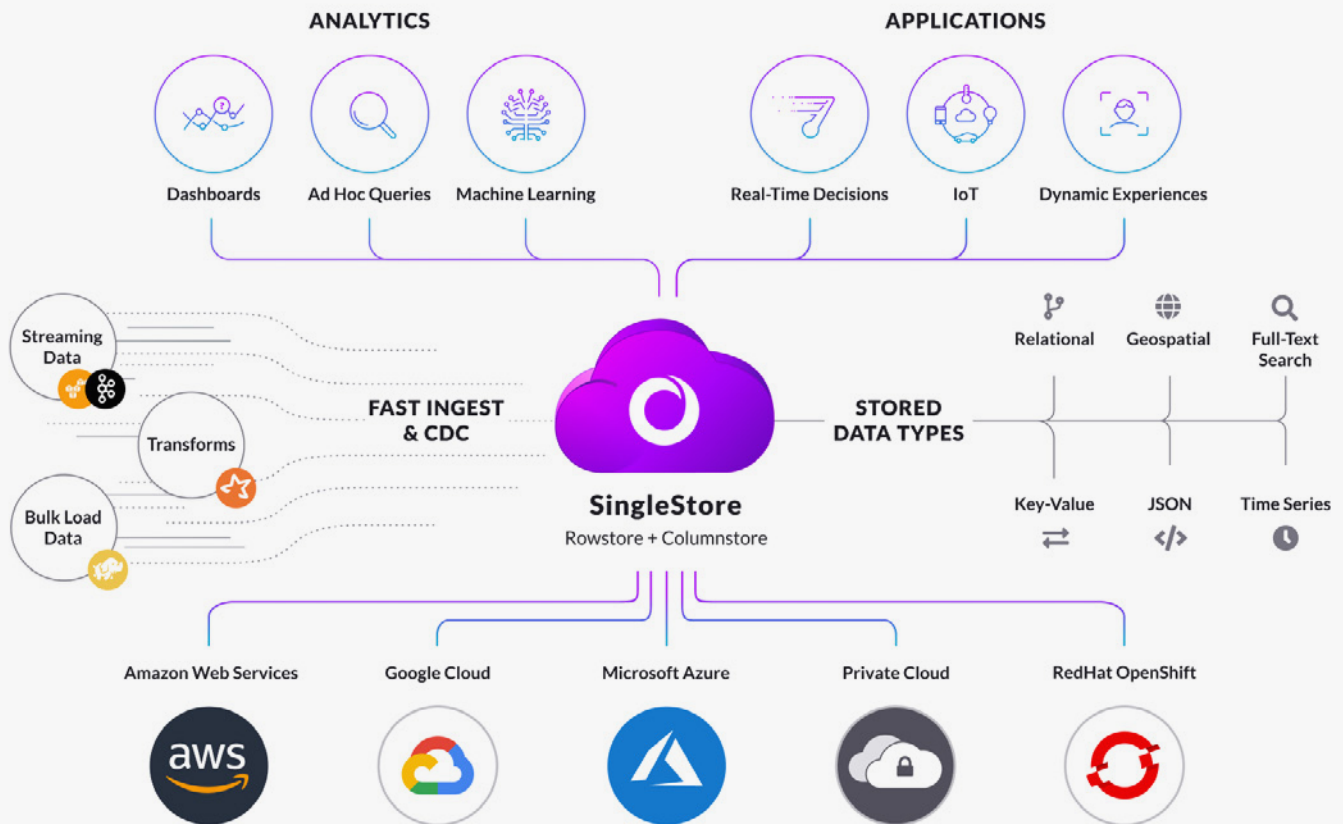 ANALYTICS
APPLICATIONS
?
Dashboards
Ad Hoc Queries
Machine Learning
Real-Time Decisions
IoT
Dynamic Experiences
Streaming
Data
Transforms
Bulk Load
Data
FAST INGEST
& CDC
SingleStore
Rowstore + Columnstore
STORED
DATA TYPES
Relational
Geospatial
Full-Text
Search
Key-Value
JSON
Time Series
</>
Amazon Web Services
Google Cloud
Microsoft Azure
Private Cloud
RedHat OpenShift
aws